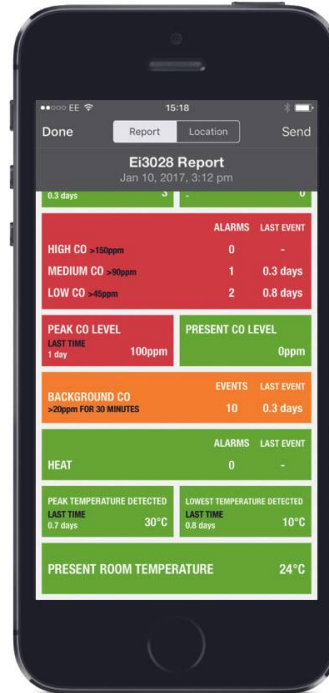 EE 15:18
Done Report Location Send
Ei3028 Report
Jan 10, 2017, 3:12 pm
0.3 days 3 - 0
ALARMS LAST EVENT
HIGH CO >150ppm 0 -
MEDIUM CO >90ppm 1 0.3 days
LOW CO >45ppm 2 0.8 days
PEAK CO LEVEL PRESENT CO LEVEL
LAST TIME
1 day 100ppm 0ppm
EVENTS LAST EVENT
BACKGROUND CO
>20ppm FOR 30 MINUTES 10 0.3 days
ALARMS LAST EVENT
HEAT 0 -
PEAK TEMPERATURE DETECTED LOWEST TEMPERATURE DETECTED
LAST TIME LAST TIME
0.7 days 30°C 0.8 days 10°C
PRESENT ROOM TEMPERATURE 24°C